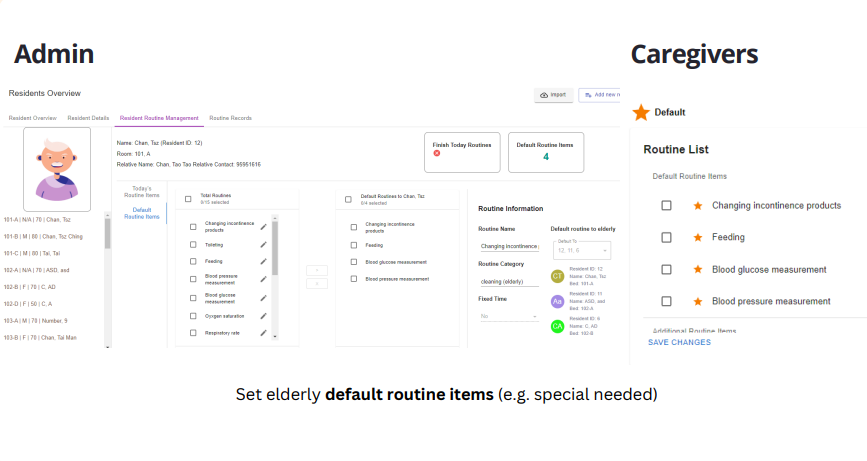 Admin
Caregivers
Residents Overview
Import
Add new r
Resident Overview
Resident Details
Resident Routine Management
Routine Records
Name: Chan, Tsz (Resident ID: 12)
Room: 101, A
Relative Name: Chan, Tao Tao Relative Contact: 95951616
Finish Today Routines
Default Routine Items
4
Today's
Routine Items
Default
Routine Items
101-A | N/A | 70 | Chan, Tsz
101-B | M | 80 | Chan, Tsz Ching
101-C | M | 80 | Tai, Tai
102-A | N/A | 70 | ASD, asd
102-B | F | 70 | C, AD
102-D | F | 50 | C, A
103-A | M | 70 | Number, 9
103-B | F | 70 | Chan, Tai Man
Total Routines
0/15 selected
Changing incontinence
products
Toileting
Feeding
Blood pressure
measurement
Blood glucose
measurement
Oxygen saturation
Respiratory rate
Default Routines to Chan, Tsz
0/4 selected
Changing incontinence
products
Feeding
Blood glucose measurement
Blood pressure measurement
Routine Information
Routine Name
Changing incontinence
Routine Category
cleaning (elderly)
Fixed Time
No
Default routine to elderly
Default To
12, 11, 6
CT
Resident ID: 12
Name: Chan, Tsz
Bed: 101-A
Aa
Resident ID: 11
Name: ASD, asd
Bed: 102-A
CA
Resident ID: 6
Name: C, AD
Bed: 102-B
Default
Routine List
Default Routine Items
Changing incontinence products
Feeding
Blood glucose measurement
Blood pressure measurement
Additional Routine Items
SAVE CHANGES
Set elderly default routine items (e.g. special needed)